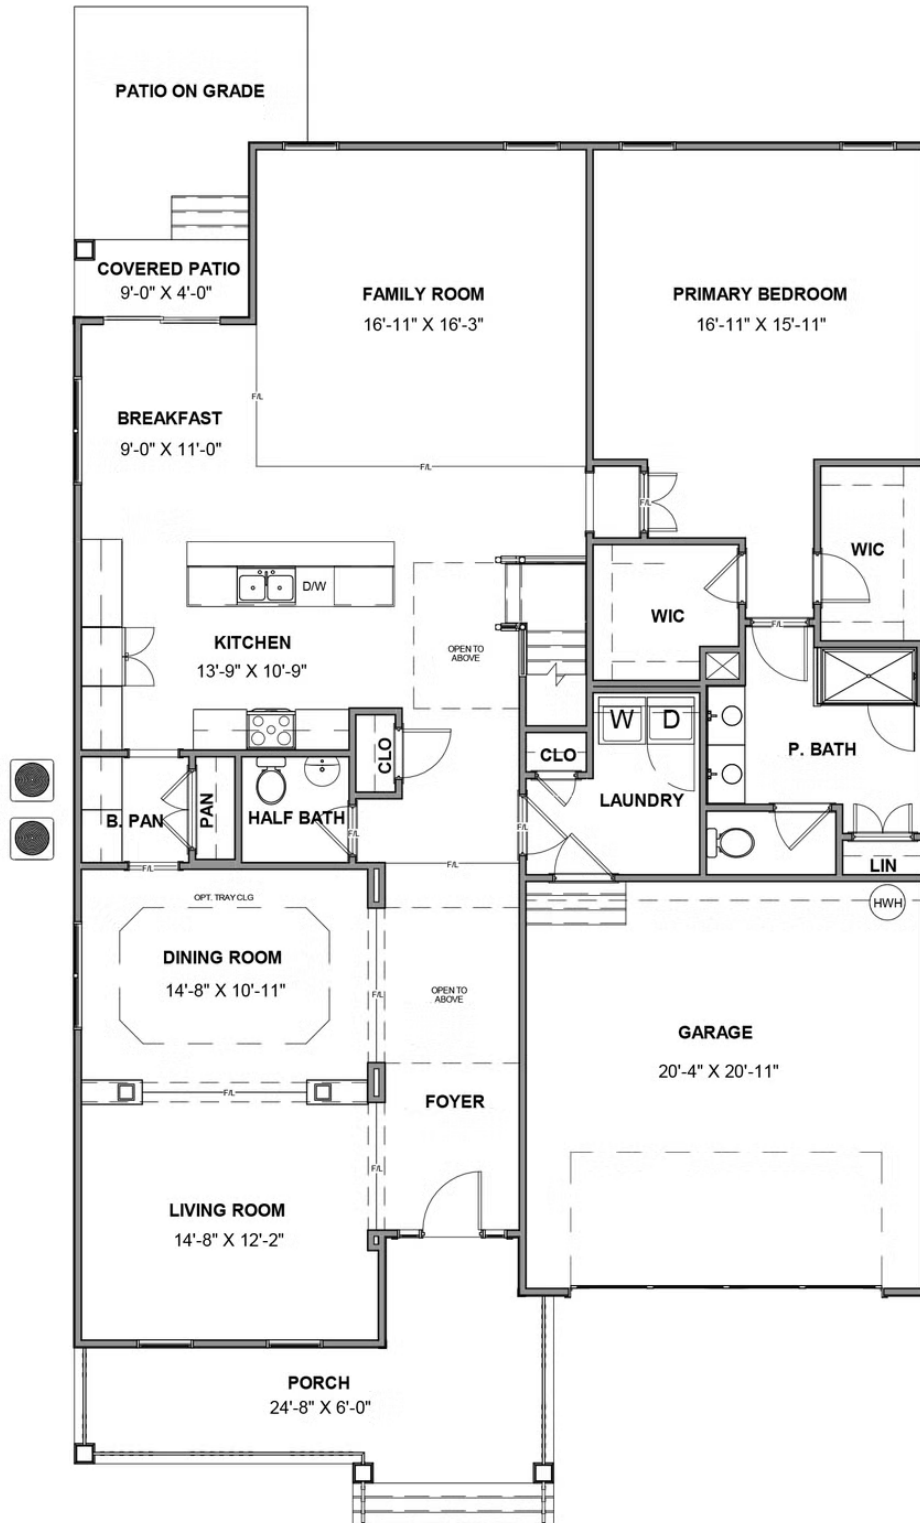 PATIO ON GRADE
COVERED PATIO
9'-0" X 4'-0"
FAMILY ROOM
16'-11" X 16'-3"
PRIMARY BEDROOM
16'-11" X 15'-11"
BREAKFAST
9'-0" X 11'-0"
F/L
F/L
F/L
WIC
WIC
D/W
KITCHEN
13'-9" X 10'-9"
OPEN TO
ABOVE
F/L
W
D
CLO
CLO
P. BATH
LAUNDRY
B. PAN
PAN
HALF BATH
F/L
F/L
F/L
F/L
LIN
HWH
OPT. TRAY CLG
DINING ROOM
14'-8" X 10'-11"
F/L
OPEN TO
ABOVE
GARAGE
20'-4" X 20'-11"
F/L
FOYER
F/L
LIVING ROOM
14'-8" X 12'-2"
PORCH
24'-8" X 6'-0"